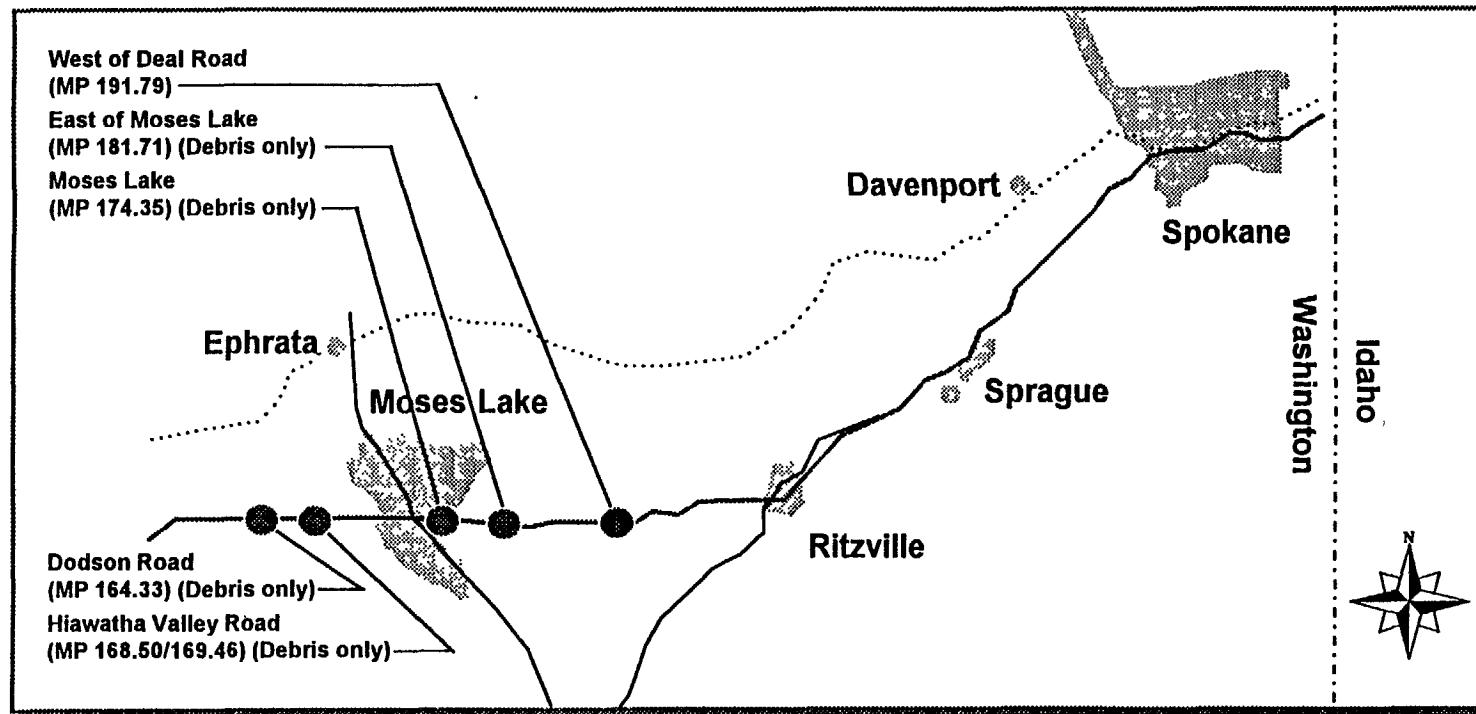 West of Deal Road
(MP 191.79)
East of Moses Lake
(MP 181.71) (Debris only)
Moses Lake
(MP 174.35) (Debris only)
Davenport
Spokane
Ephrata
Moses Lake
Sprague
Washington
Idaho
Ritzville
Dodson Road
(MP 164.33) (Debris only)
Hiawatha Valley Road
(MP 168.50/169.46) (Debris only)
N